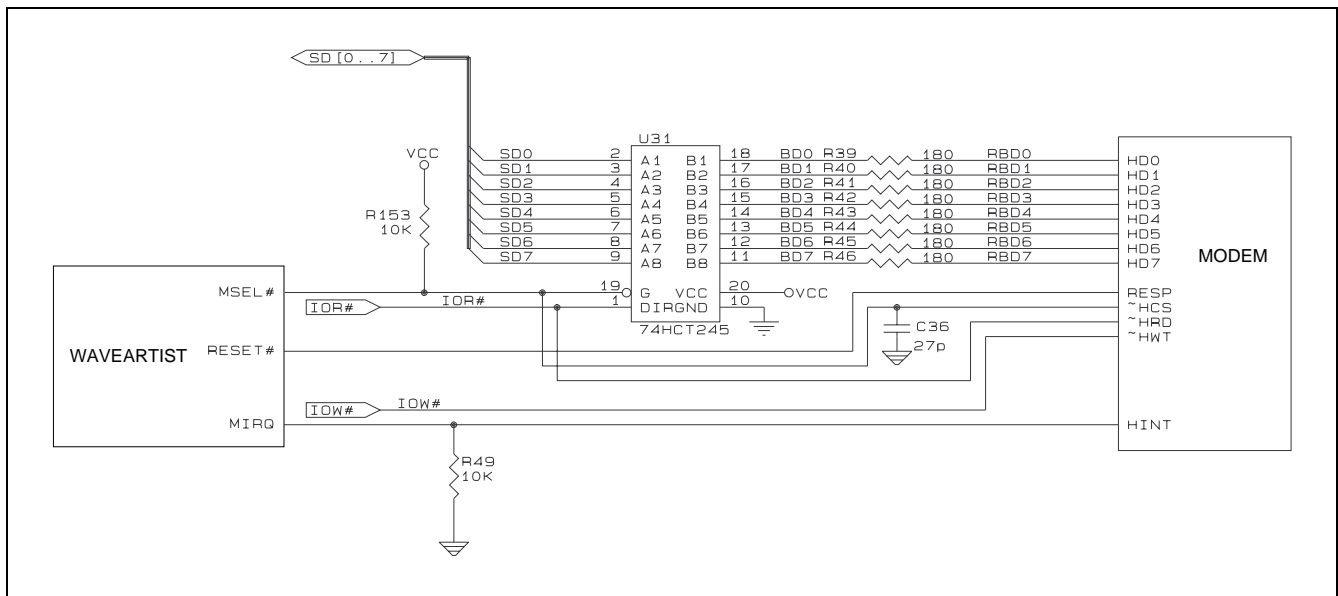 SD[0..7]
U31
VCC
SD0 2 A1 B1 18 BD0 R39 180 RBD0 HD0
SD1 3 A2 B2 17 BD1 R40 180 RBD1 HD1
SD2 4 A3 B3 16 BD2 R41 180 RBD2 HD2
SD3 5 A4 B4 15 BD3 R42 180 RBD3 HD3
SD4 6 A5 B5 14 BD4 R43 180 RBD4 HD4
SD5 7 A6 B6 13 BD5 R44 180 RBD5 HD5
SD6 8 A7 B7 12 BD6 R45 180 RBD6 HD6
SD7 9 A8 B8 11 BD7 R46 180 RBD7 HD7
R153
10K
MODEM
MSEL# 19 G VCC 20 VCC RESP
IOR# IOR# 1 DIRGND 10 ~HCS
74HCT245 C36 ~HRD
27p ~HWT
WAVEARTIST RESET#
IOW# IOW#
MIRQ HINT
R49
10K